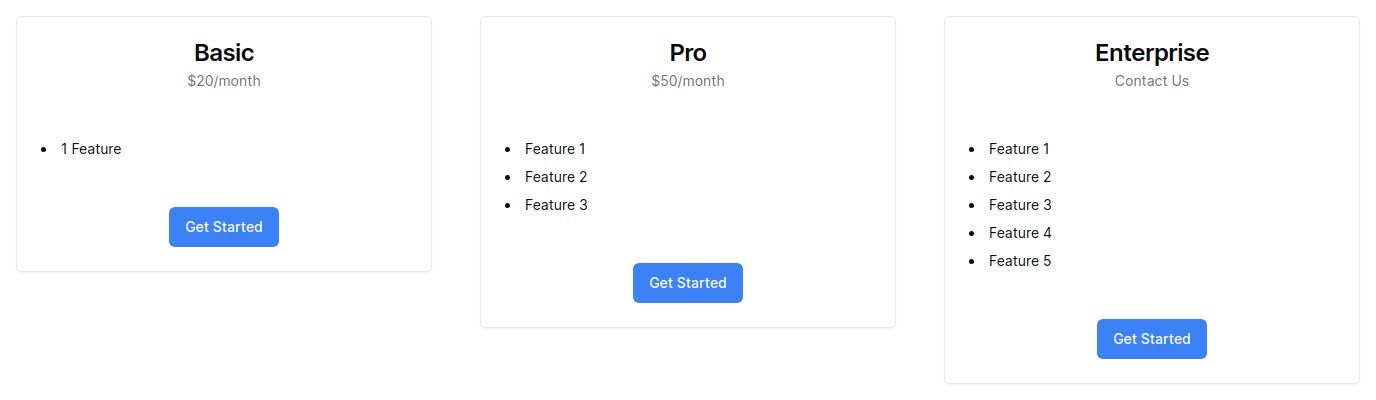 Basic
$20/month
1 Feature
Get Started
Pro
$50/month
Feature 1
Feature 2
Feature 3
Get Started
Enterprise
Contact Us
Feature 1
Feature 2
Feature 3
Feature 4
Feature 5
Get Started